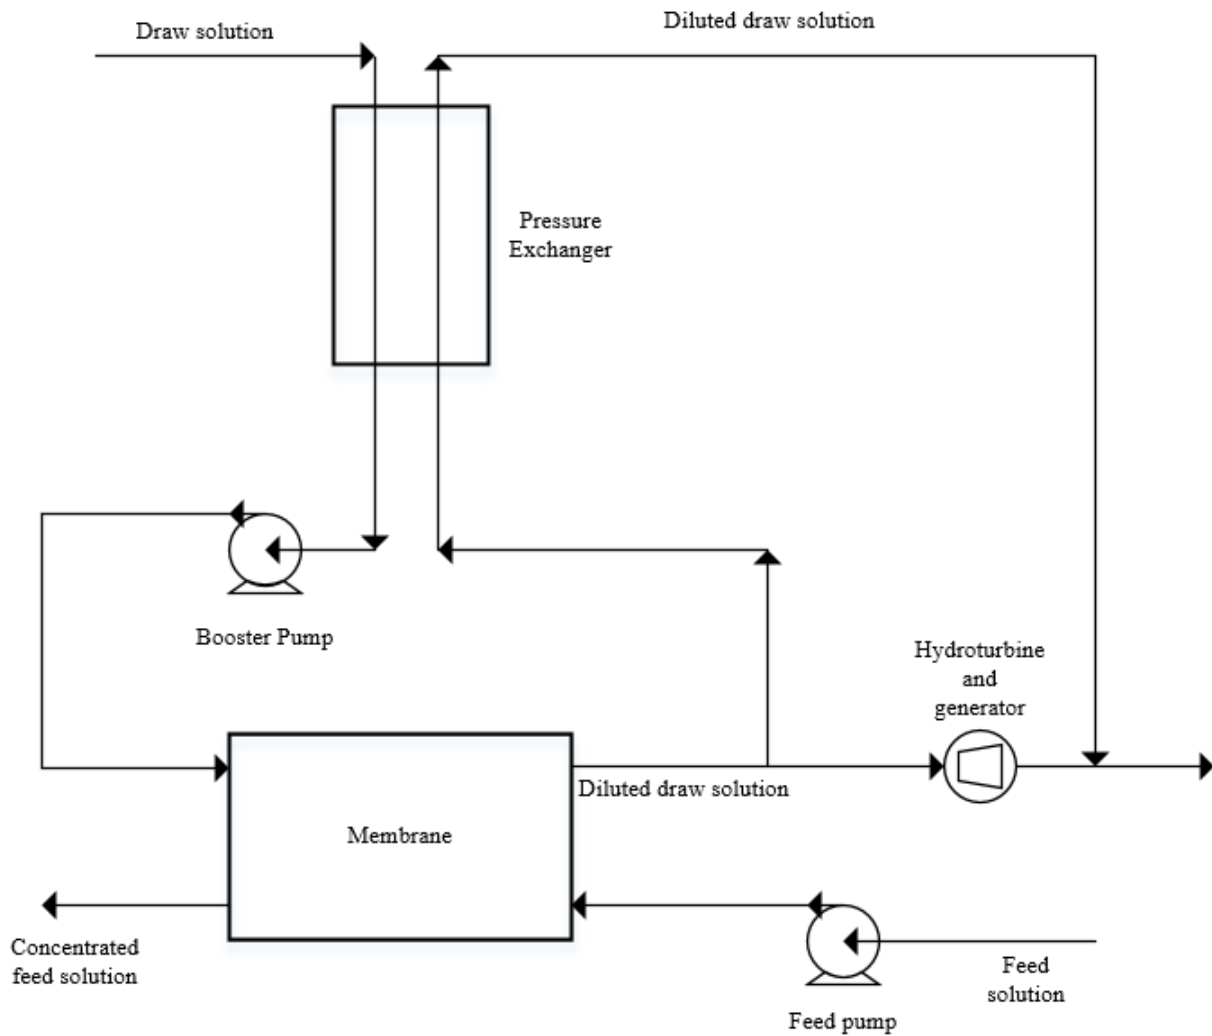 Draw solution
Diluted draw solution
Pressure
Exchanger
Booster Pump
Hydroturbine
and
generator
Diluted draw solution
Membrane
Concentrated
feed solution
Feed
solution
Feed pump